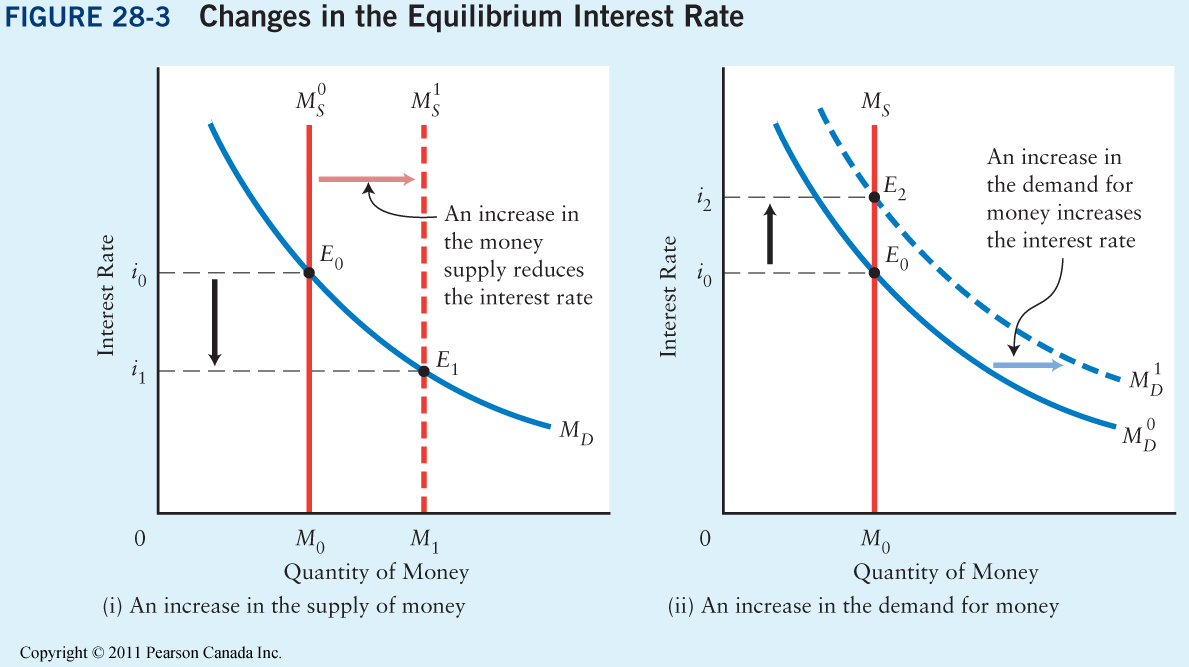 FIGURE 28-3 Changes in the Equilibrium Interest Rate
M_S^0
M_S^1
E_0
An increase in
the money
supply reduces
the interest rate
i_0
i_1
E_1
M_D
Interest Rate
0
M_0
M_1
Quantity of Money
(i) An increase in the supply of money
M_S
An increase in
the demand for
money increases
the interest rate
E_2
i_2
E_0
i_0
M_D^1
M_D^0
Interest Rate
0
M_0
Quantity of Money
(ii) An increase in the demand for money
Copyright © 2011 Pearson Canada Inc.